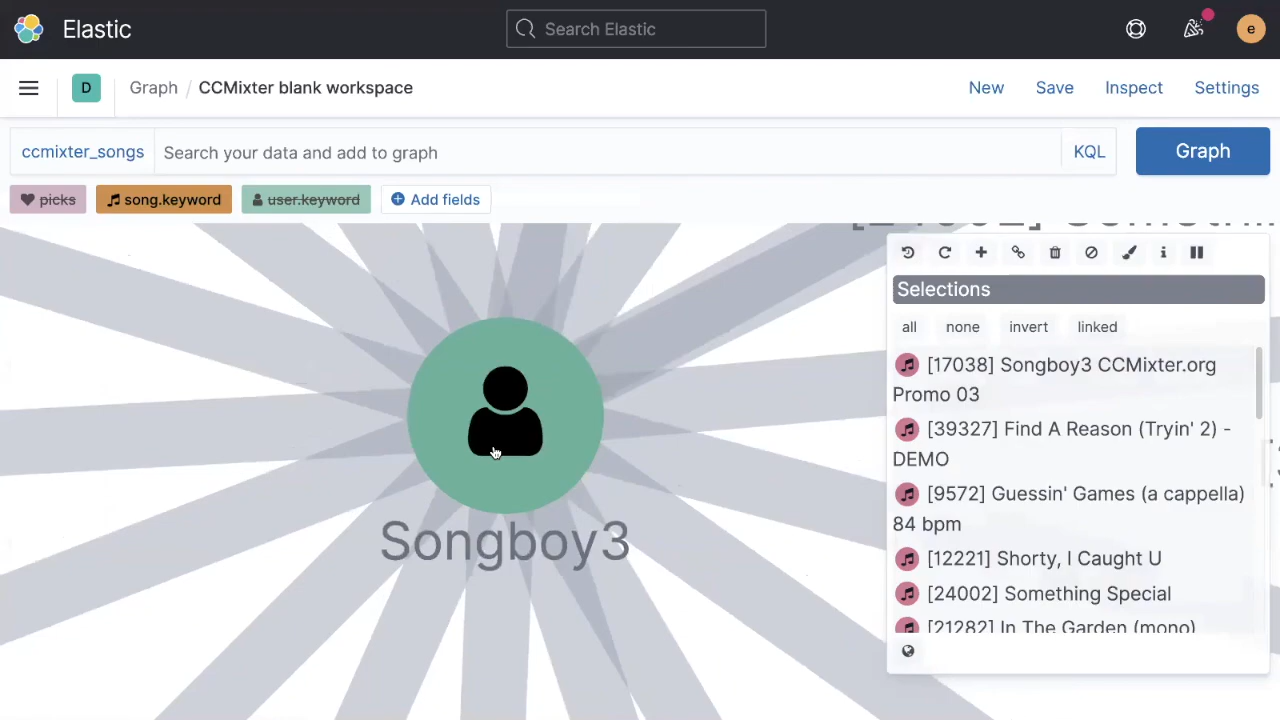 Elastic
Search Elastic
e
D
Graph / CCMixter blank workspace
New
Save
Inspect
Settings
ccmixter_songs
Search your data and add to graph
KQL
Graph
picks
song.keyword
user.keyword
Add fields
Songboy3
Selections
all
none
invert
linked
[17038] Songboy3 CCMixter.org
Promo 03
[39327] Find A Reason (Tryin' 2) -
DEMO
[9572] Guessin' Games (a cappella)
84 bpm
[12221] Shorty, I Caught U
[24002] Something Special
[21282] In The Garden (mono)